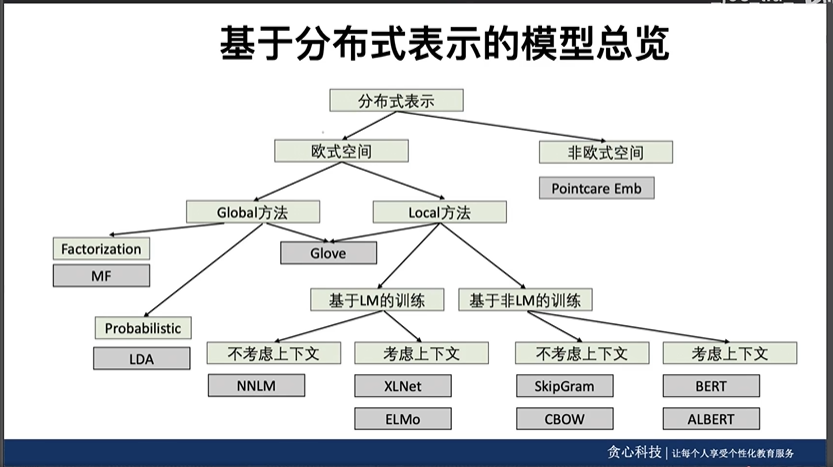 基于分布式表示的模型总览
分布式表示
欧式空间
非欧式空间
Pointcare Emb
Global方法
Local方法
Factorization
MF
Glove
基于LM的训练
基于非LM的训练
Probabilistic
LDA
不考虑上下文
考虑上下文
不考虑上下文
考虑上下文
NNLM
XLNet
SkipGram
BERT
ELMo
CBOW
ALBERT
贪心科技 | 让每个人享受个性化教育服务